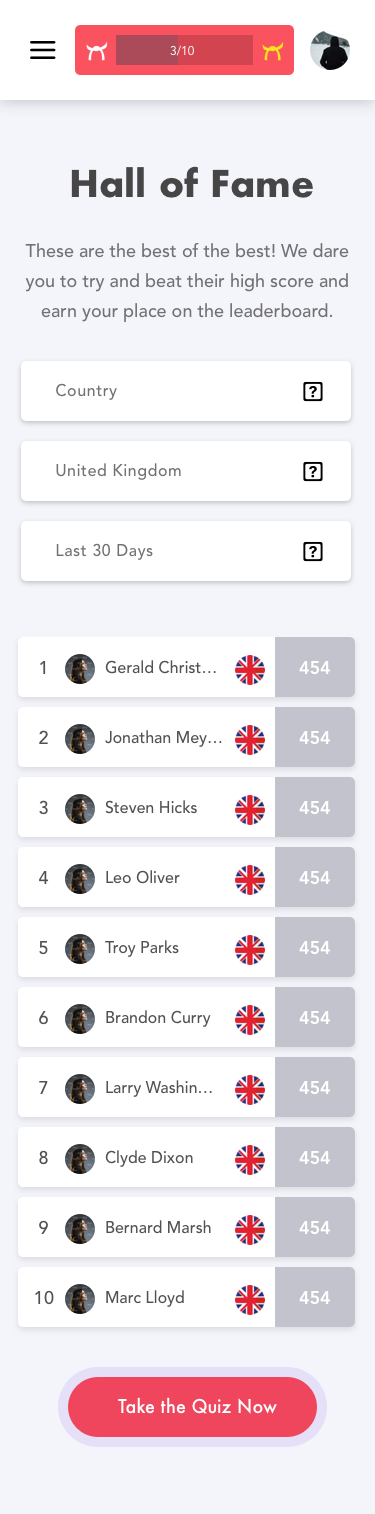 3/10
Hall of Fame
These are the best of the best! We dare
you to try and beat their high score and
earn your place on the leaderboard.
Country
United Kingdom
Last 30 Days
1 Gerald Christ... 454
2 Jonathan Mey... 454
3 Steven Hicks 454
4 Leo Oliver 454
5 Troy Parks 454
6 Brandon Curry 454
7 Larry Washin... 454
8 Clyde Dixon 454
9 Bernard Marsh 454
10 Marc Lloyd 454
Take the Quiz Now